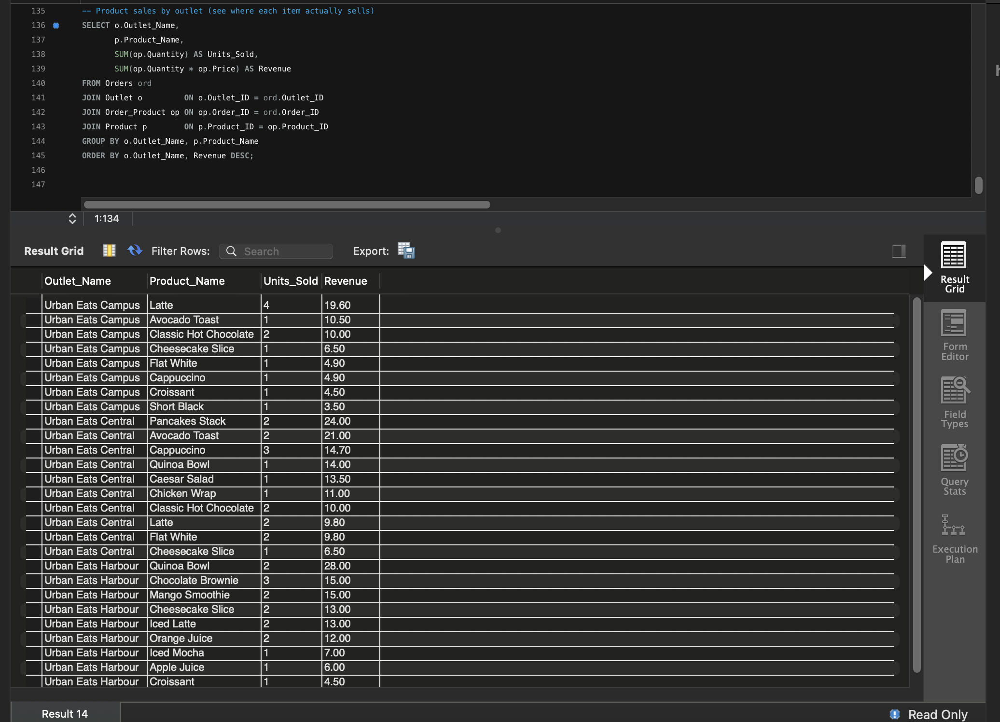 135 -- Product sales by outlet (see where each item actually sells)
136 SELECT o.Outlet_Name,
137 p.Product_Name,
138 SUM(op.Quantity) AS Units_Sold,
139 SUM(op.Quantity * op.Price) AS Revenue
140 FROM Orders ord
141 JOIN Outlet o ON o.Outlet_ID = ord.Outlet_ID
142 JOIN Order_Product op ON op.Order_ID = ord.Order_ID
143 JOIN Product p ON p.Product_ID = op.Product_ID
144 GROUP BY o.Outlet_Name, p.Product_Name
145 ORDER BY o.Outlet_Name, Revenue DESC;
146
147
1:134
Result Grid Filter Rows: Search Export:
Outlet_Name Product_Name Units_Sold Revenue
Urban Eats Campus Latte 4 19.60
Urban Eats Campus Avocado Toast 1 10.50
Urban Eats Campus Classic Hot Chocolate 2 10.00
Urban Eats Campus Cheesecake Slice 1 6.50
Urban Eats Campus Flat White 1 4.90
Urban Eats Campus Cappuccino 1 4.90
Urban Eats Campus Croissant 1 4.50
Urban Eats Campus Short Black 1 3.50
Urban Eats Central Pancakes Stack 2 24.00
Urban Eats Central Avocado Toast 2 21.00
Urban Eats Central Cappuccino 3 14.70
Urban Eats Central Quinoa Bowl 1 14.00
Urban Eats Central Caesar Salad 1 13.50
Urban Eats Central Chicken Wrap 1 11.00
Urban Eats Central Classic Hot Chocolate 2 10.00
Urban Eats Central Latte 2 9.80
Urban Eats Central Flat White 2 9.80
Urban Eats Central Cheesecake Slice 1 6.50
Urban Eats Harbour Quinoa Bowl 2 28.00
Urban Eats Harbour Chocolate Brownie 3 15.00
Urban Eats Harbour Mango Smoothie 2 15.00
Urban Eats Harbour Cheesecake Slice 2 13.00
Urban Eats Harbour Iced Latte 2 13.00
Urban Eats Harbour Orange Juice 2 12.00
Urban Eats Harbour Iced Mocha 1 7.00
Urban Eats Harbour Apple Juice 1 6.00
Urban Eats Harbour Croissant 1 4.50
Result
Grid
Form
Editor
Field
Types
Query
Stats
Execution
Plan
Result 14
Read Only